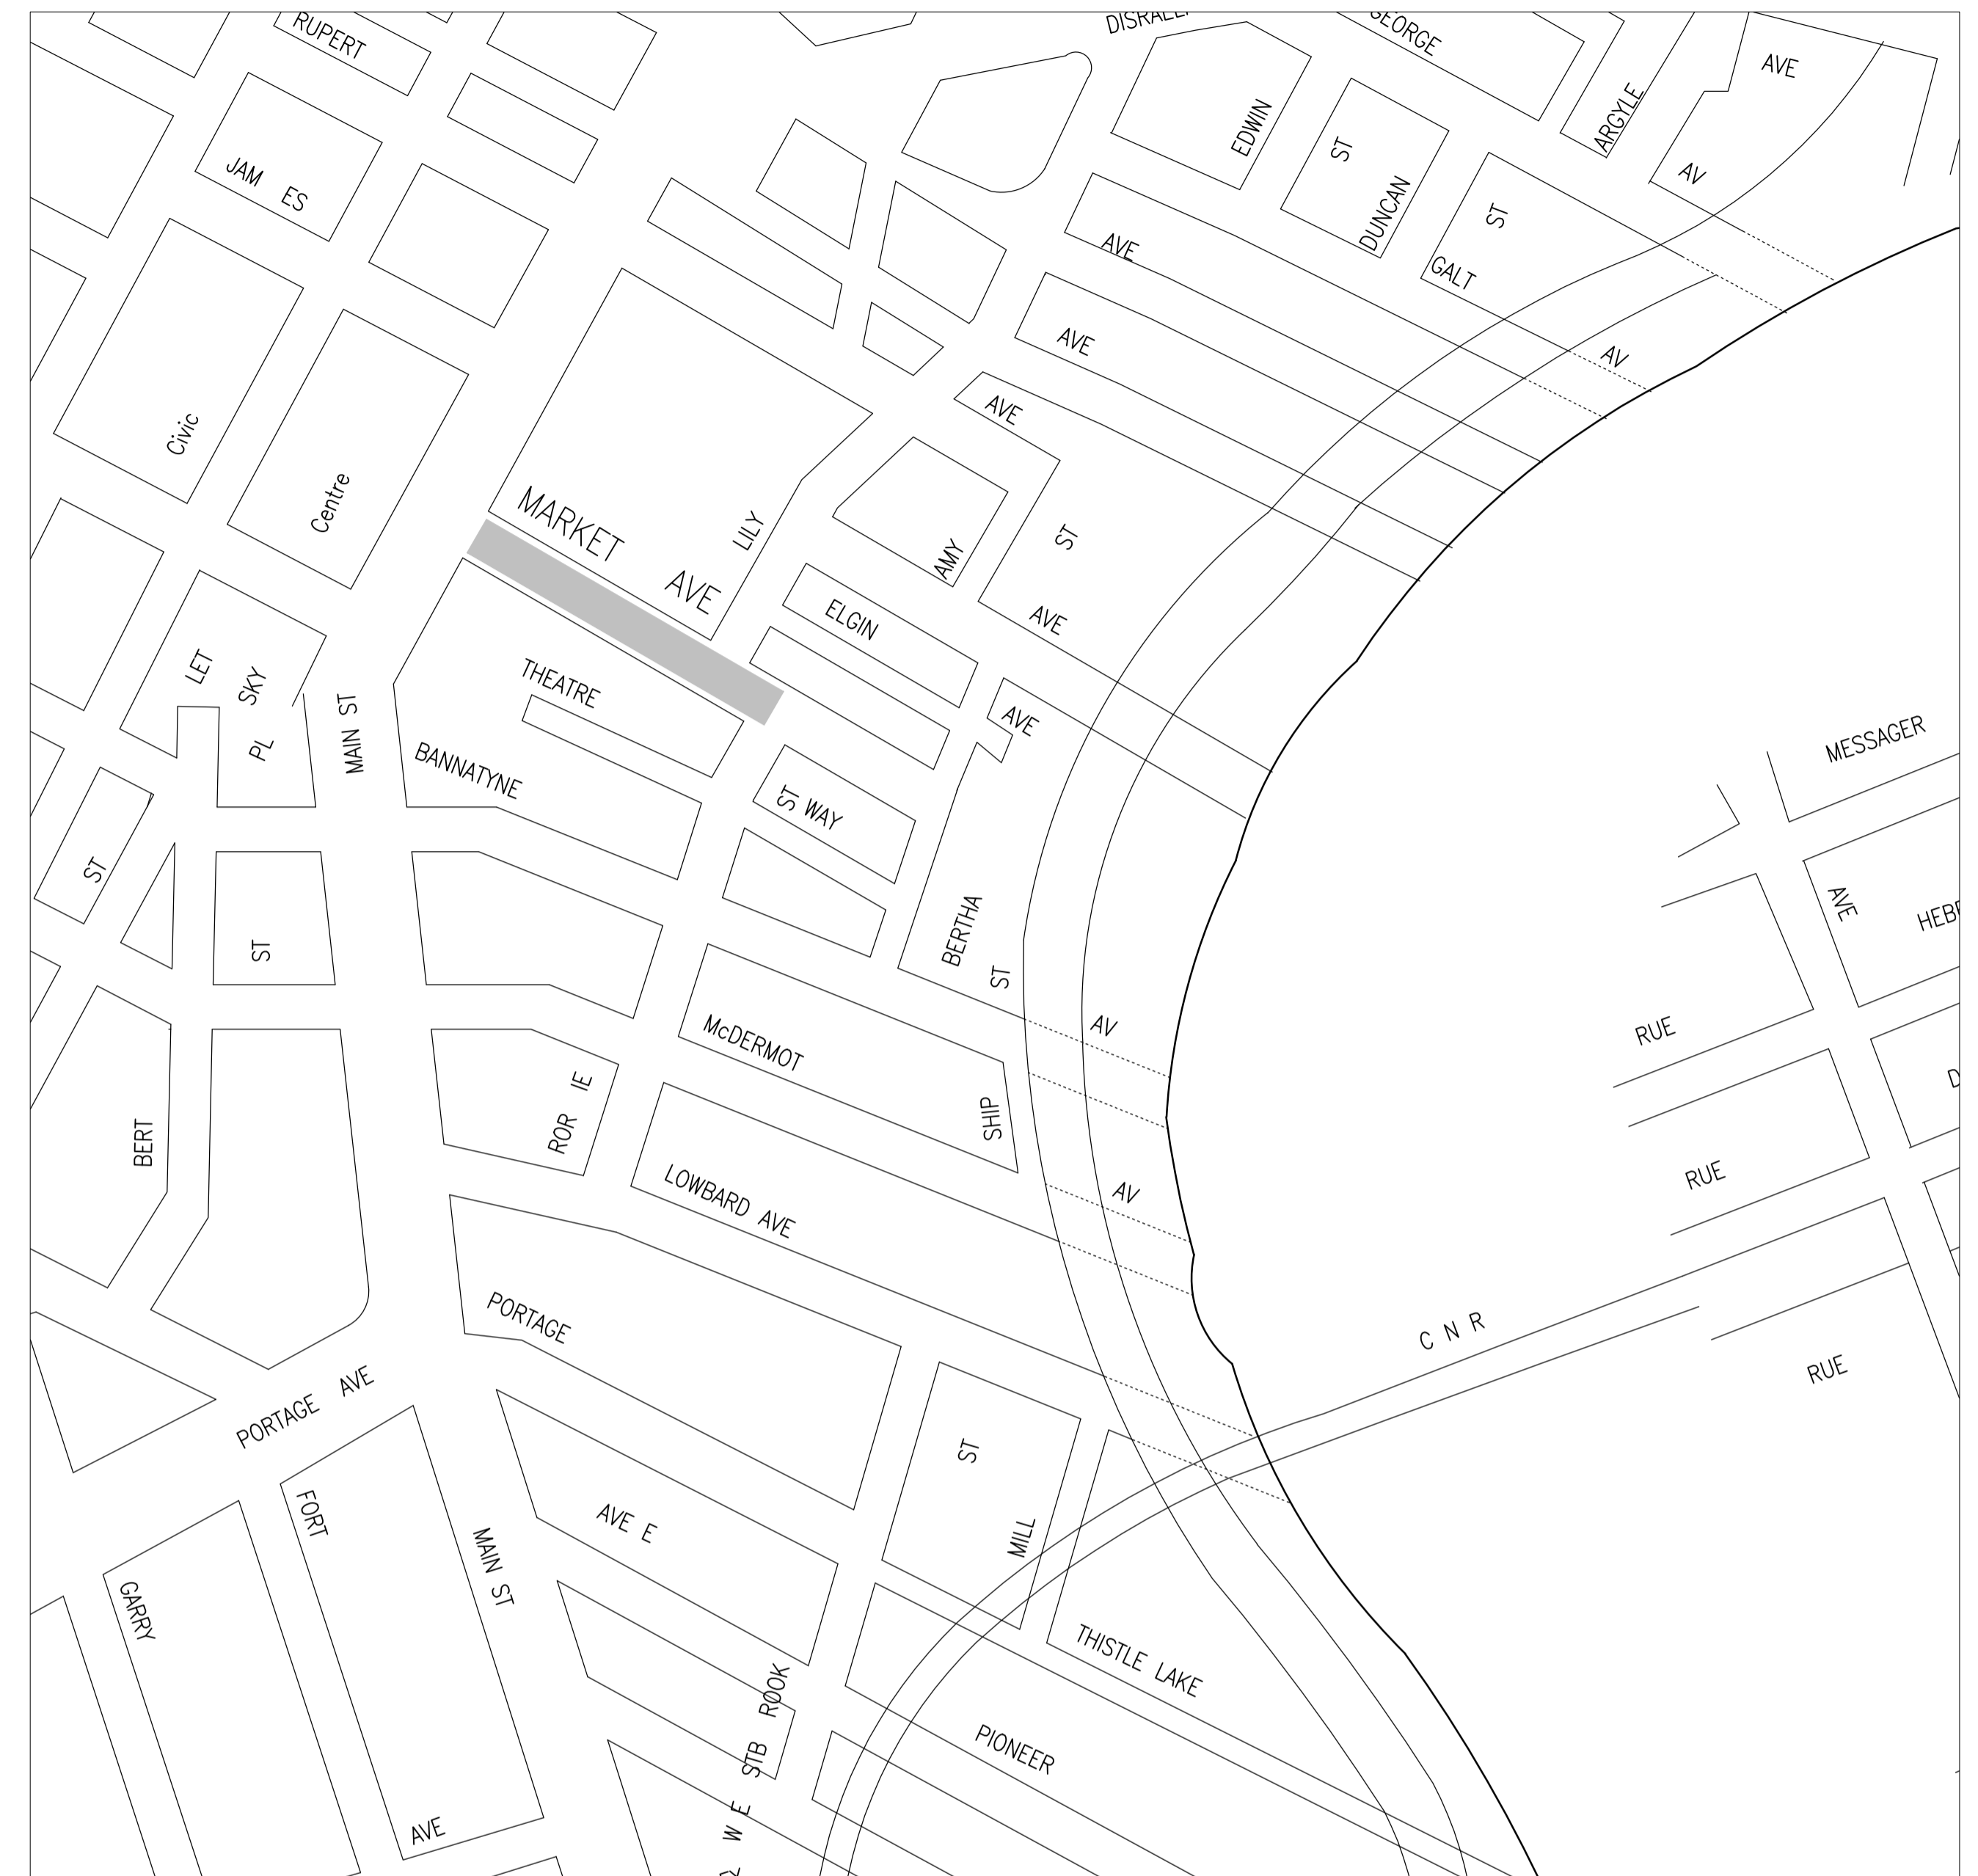 RUPERT
GEORGE
AVE
ARGYLE
EDWIN
ST
JAM ES
AV
DUNCAN
ST
AVE
GALT
AVE
AV
AVE
Civic
Centre
MARKET AVE
LILY
AMY
ST
ELGIN
AVE
LET
SKY
PL
MAIN ST
THEATRE
BANNATYNE
AVE
ST WAY
MESSAGER
ST
ST
BERTHA
ST
AVE
McDERMOT
AV
RUE
BERT
ROR IE
SHIP
LOWBARD AVE
AV
RUE
PORTAGE
C N R
PORTAGE AVE
RUE
FORT
MAIN ST
AVE E
ST
MILL
GARRY
ROOK
STB
THISTLE LAKE
PIONEER
W E
AVE